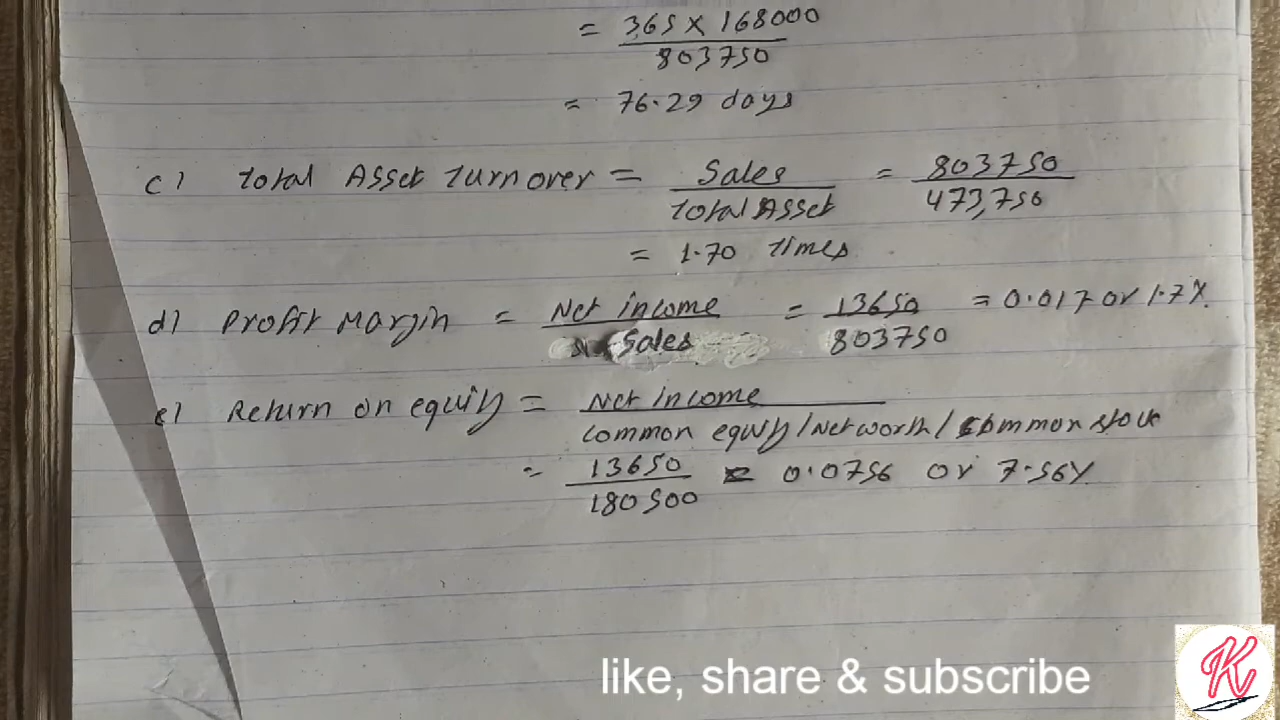 = 365 × 168000
803750
= 76.29 days
c) Total Asset Turnover = Sales = 803750
Total Asset 473,750
= 1.70 Times
d) Profit Margin = Net income = 13650 = 0.017 or 1.7%.
Sales 803750
e) Return on equity = Net income
Common equity/Net worth/Common stock
= 13650 = 0.0756 or 7.56%
180500
like, share & subscribe
K